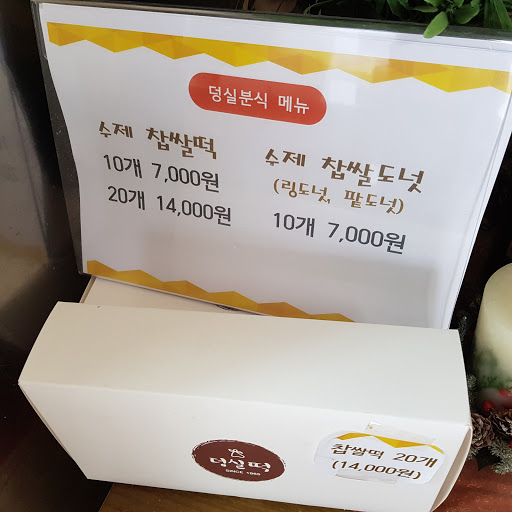 덩실분식 메뉴
수제 찹쌀떡
10개 7,000원
20개 14,000원
수제 찹쌀도넛
(링도넛, 팥도넛)
10개 7,000원
덩실떡
SINCE 1965
찹쌀떡 20개
(14,000원)